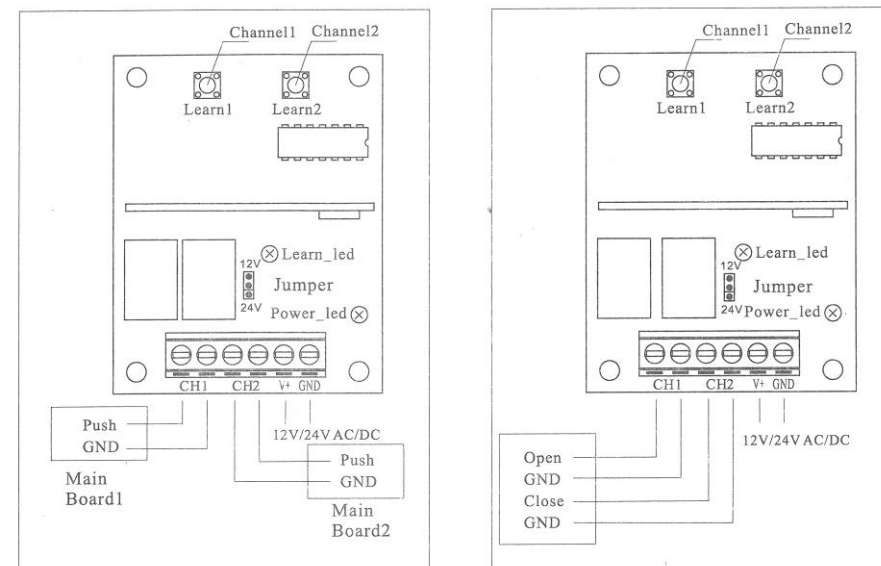 Channel1 Channel2
Learn1 Learn2
Learn_led
12V
Jumper
24V
Power_led
CH1 CH2 V+ GND
12V/24V AC/DC
Push
GND
Main
Board1
Push
GND
Main
Board2
Channel1 Channel2
Learn1 Learn2
Learn_led
12V
Jumper
24V
Power_led
CH1 CH2 V+ GND
12V/24V AC/DC
Open
GND
Close
GND